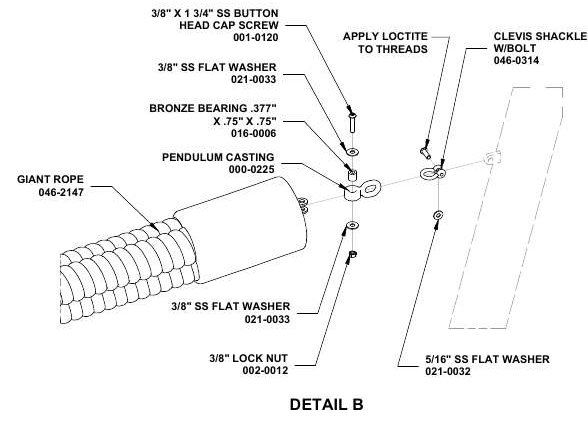 3/8" X 1 3/4" SS BUTTON
HEAD CAP SCREW
001-0120
APPLY LOCTITE
TO THREADS
CLEVIS SHACKLE
W/BOLT
046-0314
3/8" SS FLAT WASHER
021-0033
BRONZE BEARING .377"
X .75" X .75"
016-0006
PENDULUM CASTING
000-0225
GIANT ROPE
046-2147
3/8" SS FLAT WASHER
021-0033
3/8" LOCK NUT
002-0012
5/16" SS FLAT WASHER
021-0032
DETAIL B